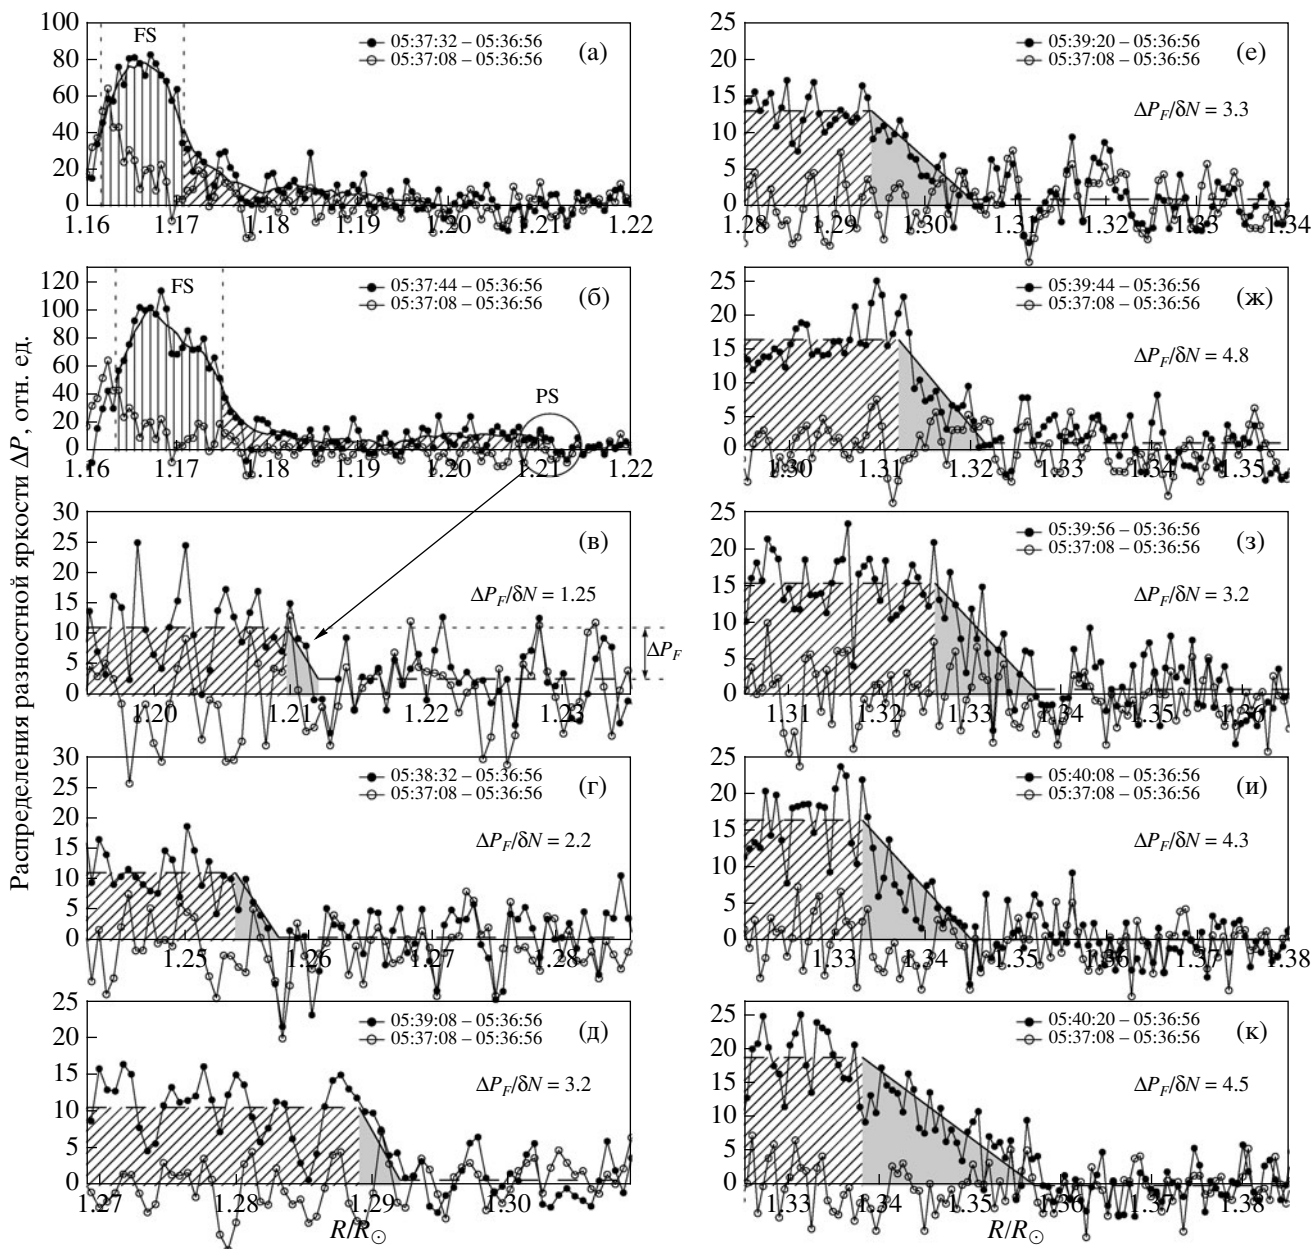 Распределения разностной яркости ΔP, отн. ед.
100
80
60
40
20
0
FS
05:37:32 – 05:36:56
05:37:08 – 05:36:56
(а)
1.16 1.17 1.18 1.19 1.20 1.21 1.22
120
100
80
60
40
20
0
FS
05:37:44 – 05:36:56
05:37:08 – 05:36:56
(б)
PS
1.16 1.17 1.18 1.19 1.20 1.21 1.22
30
25
20
15
10
5
0
(в)
ΔP_F/δN = 1.25
ΔP_F
1.20 1.21 1.22 1.23
30
25
20
15
10
5
0
05:38:32 – 05:36:56
05:37:08 – 05:36:56
(г)
ΔP_F/δN = 2.2
1.25 1.26 1.27 1.28
20
15
10
5
0
05:39:08 – 05:36:56
05:37:08 – 05:36:56
(д)
ΔP_F/δN = 3.2
1.27 1.28 1.29 1.30
R/R☉
25
20
15
10
5
0
05:39:20 – 05:36:56
05:37:08 – 05:36:56
(е)
ΔP_F/δN = 3.3
1.28 1.29 1.30 1.31 1.32 1.33 1.34
25
20
15
10
5
0
05:39:44 – 05:36:56
05:37:08 – 05:36:56
(ж)
ΔP_F/δN = 4.8
1.30 1.31 1.32 1.33 1.34 1.35
25
20
15
10
5
0
05:39:56 – 05:36:56
05:37:08 – 05:36:56
(з)
ΔP_F/δN = 3.2
1.31 1.32 1.33 1.34 1.35 1.36
25
20
15
10
5
0
05:40:08 – 05:36:56
05:37:08 – 05:36:56
(и)
ΔP_F/δN = 4.3
1.33 1.34 1.35 1.36 1.37 1.38
25
20
15
10
5
0
05:40:20 – 05:36:56
05:37:08 – 05:36:56
(к)
ΔP_F/δN = 4.5
1.33 1.34 1.35 1.36 1.37 1.38
R/R☉